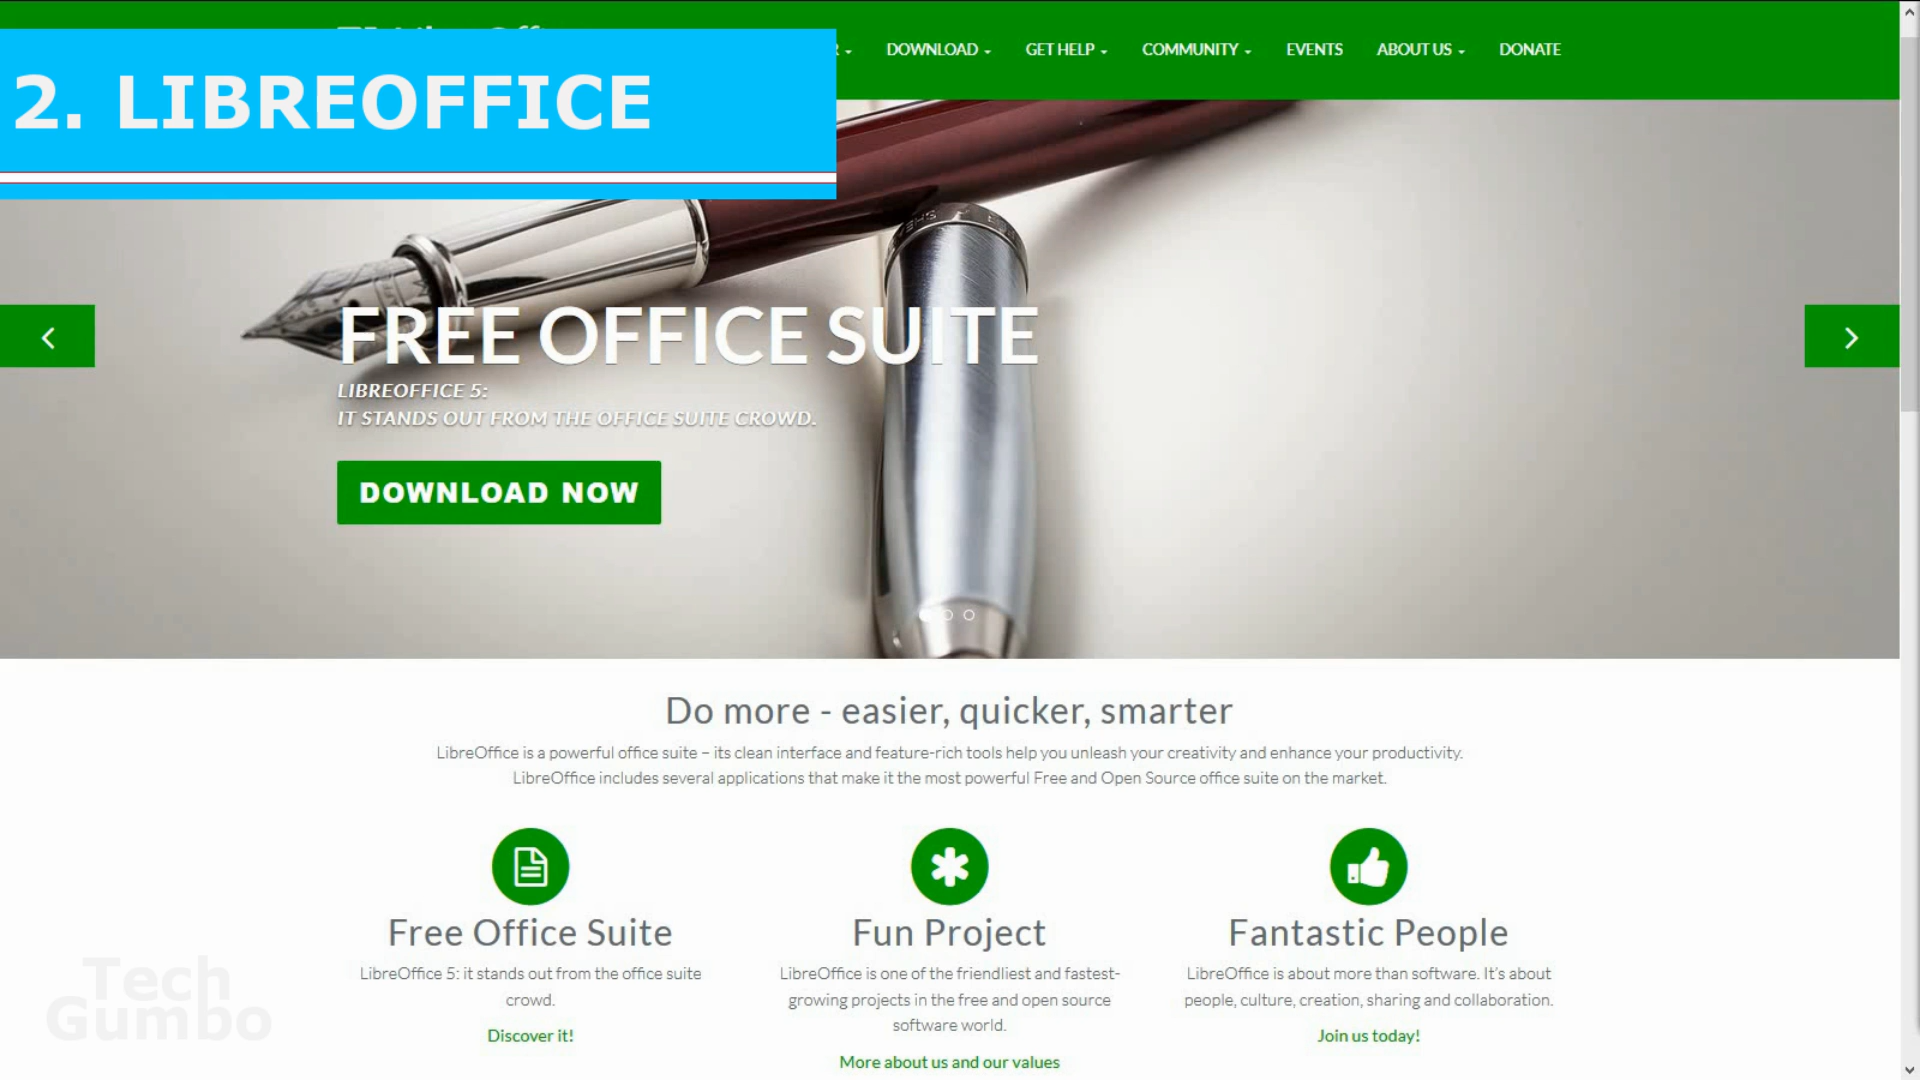 2. LIBREOFFICE
DOWNLOAD
GET HELP
COMMUNITY
EVENTS
ABOUT US
DONATE
FREE OFFICE SUITE
LIBREOFFICE 5:
IT STANDS OUT FROM THE OFFICE SUITE CROWD.
DOWNLOAD NOW
Do more - easier, quicker, smarter
LibreOffice is a powerful office suite – its clean interface and feature-rich tools help you unleash your creativity and enhance your productivity.
LibreOffice includes several applications that make it the most powerful Free and Open Source office suite on the market.
Free Office Suite
LibreOffice 5: it stands out from the office suite
crowd.
Discover it!
Fun Project
LibreOffice is one of the friendliest and fastest-
growing projects in the free and open source
software world.
More about us and our values
Fantastic People
LibreOffice is about more than software. It's about
people, culture, creation, sharing and collaboration.
Join us today!
Tech
Gumbo